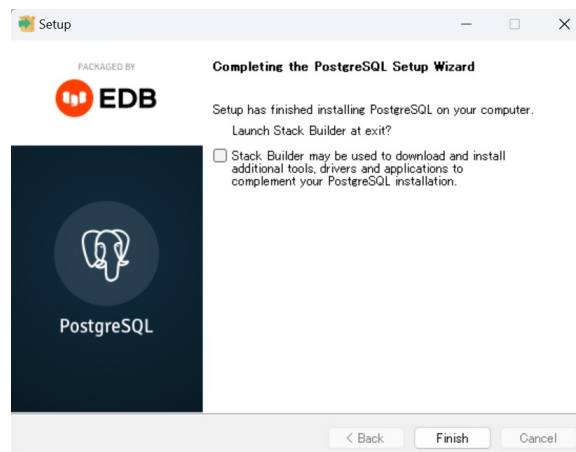 Setup
PACKAGED BY
EDB
Completing the PostgreSQL Setup Wizard
Setup has finished installing PostgreSQL on your computer.
Launch Stack Builder at exit?
Stack Builder may be used to download and install
additional tools, drivers and applications to
complement your PostgreSQL installation.
PostgreSQL
< Back
Finish
Cancel